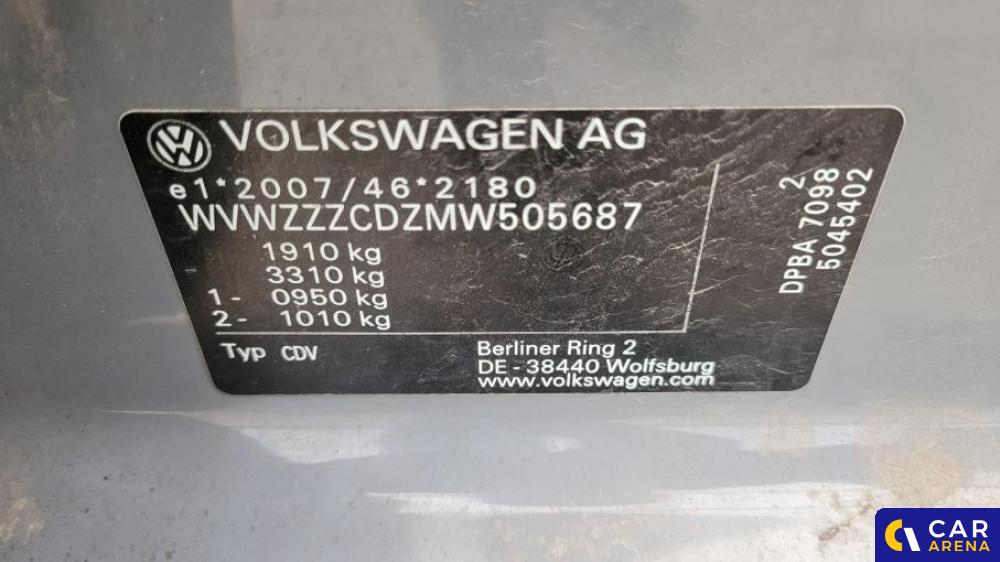 VOLKSWAGEN AG
e1*2007/46*2180
WVWZZZCDZMW505687
1910 kg
3310 kg
1- 0950 kg
2- 1010 kg
Typ CDV
Berliner Ring 2
DE - 38440 Wolfsburg
www.volkswagen.com
2
DPBA 7098
5045402
CAR
ARENA